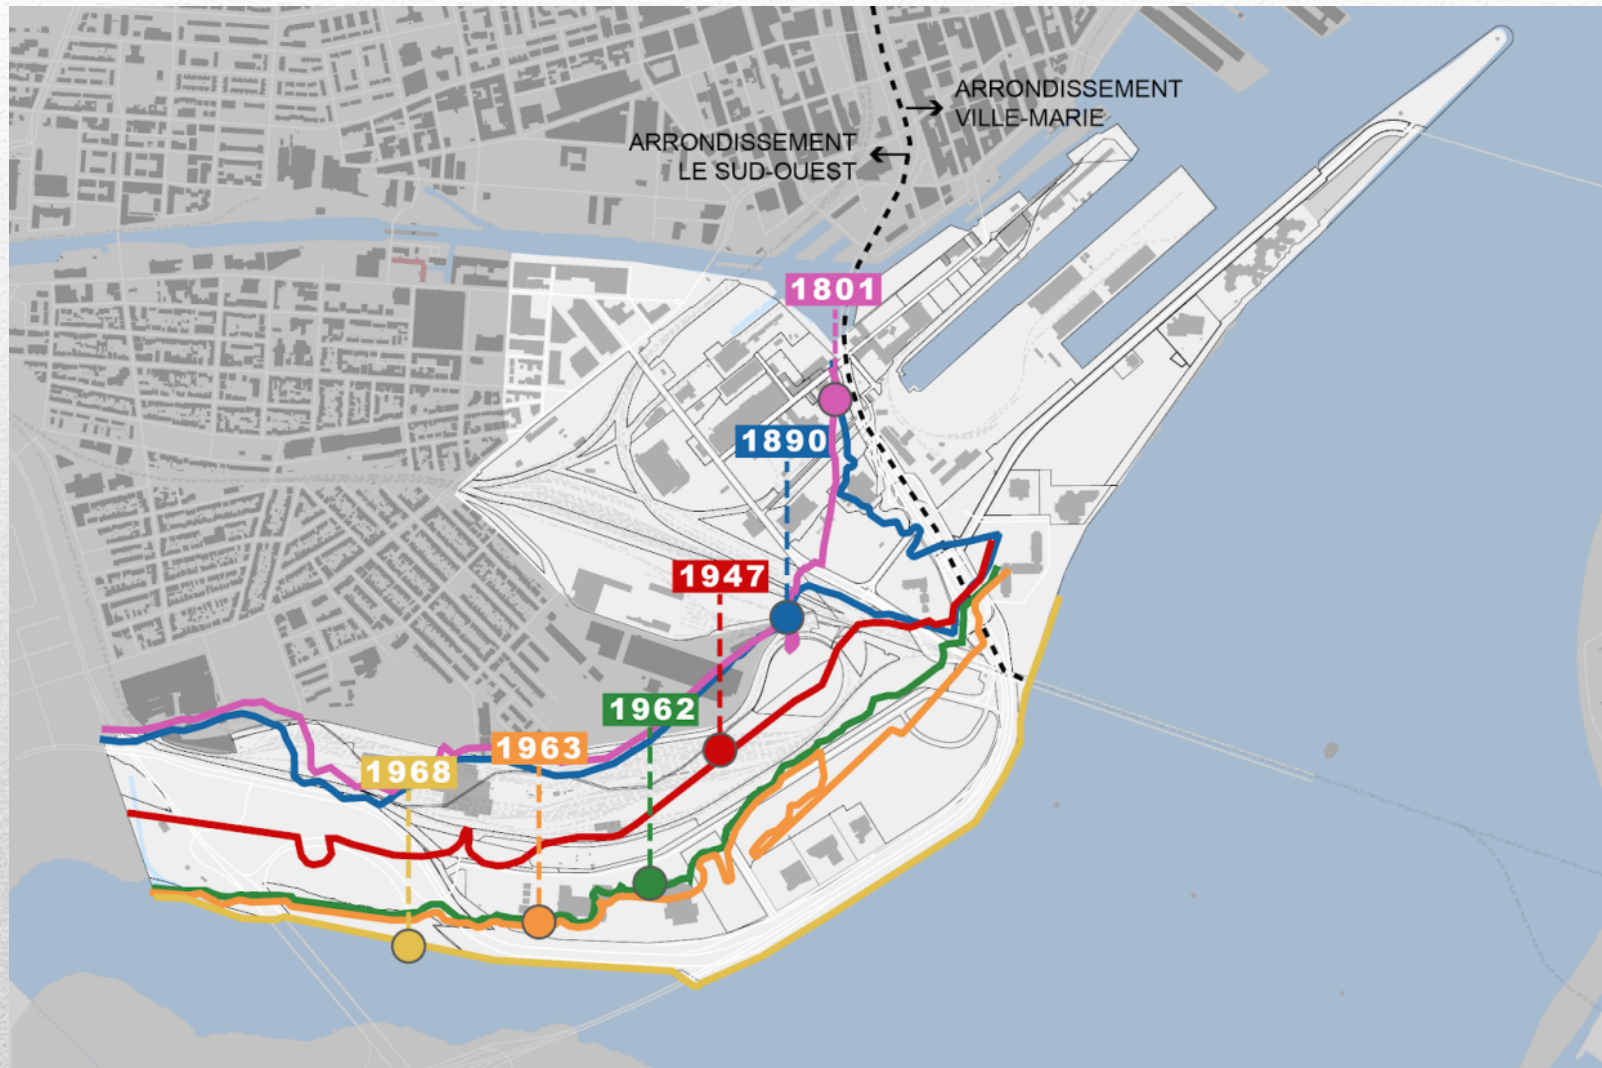 ARRONDISSEMENT
VILLE-MARIE
ARRONDISSEMENT
LE SUD-OUEST
1801
1890
1947
1962
1963
1968